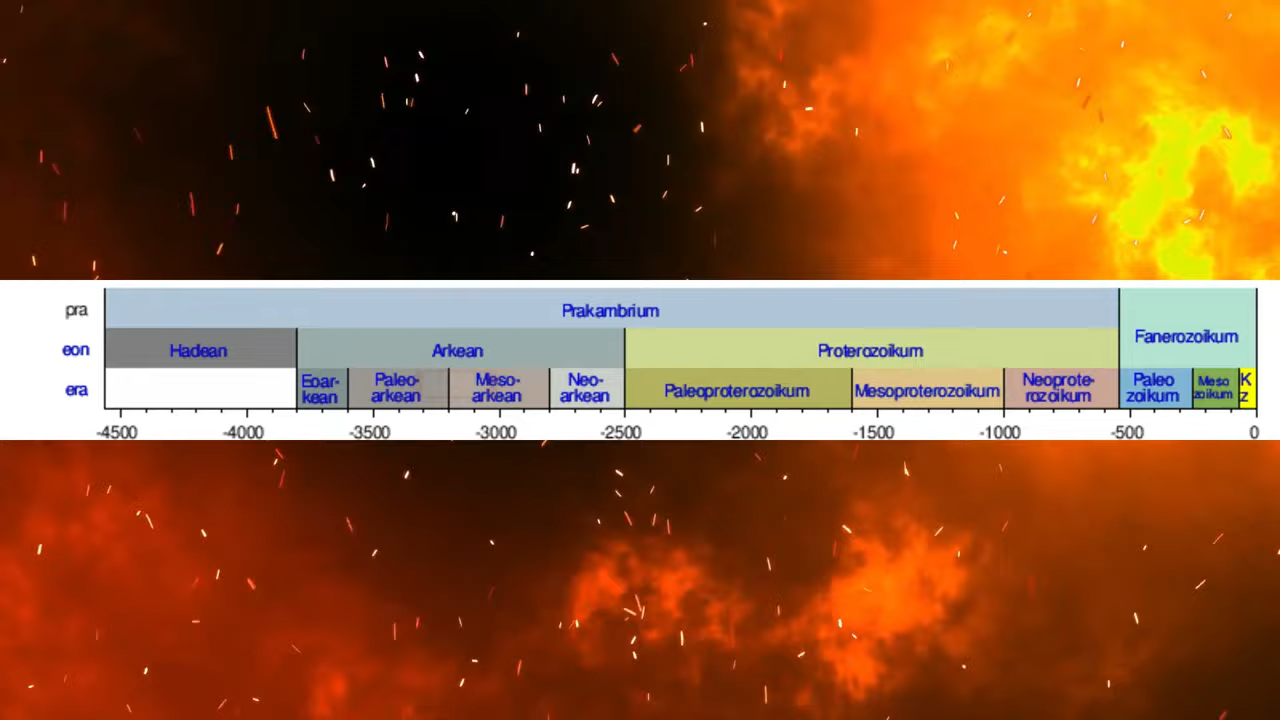 pra Prakambrium
Fanerozoikum
eon Hadean Arkean Proterozoikum
era Eoar-
kean Paleo-
arkean Meso-
arkean Neo-
arkean Paleoproterozoikum Mesoproterozoikum Neoprote-
rozoikum Paleo
zoikum Meso
zoikum K
z
-4500 -4000 -3500 -3000 -2500 -2000 -1500 -1000 -500 0